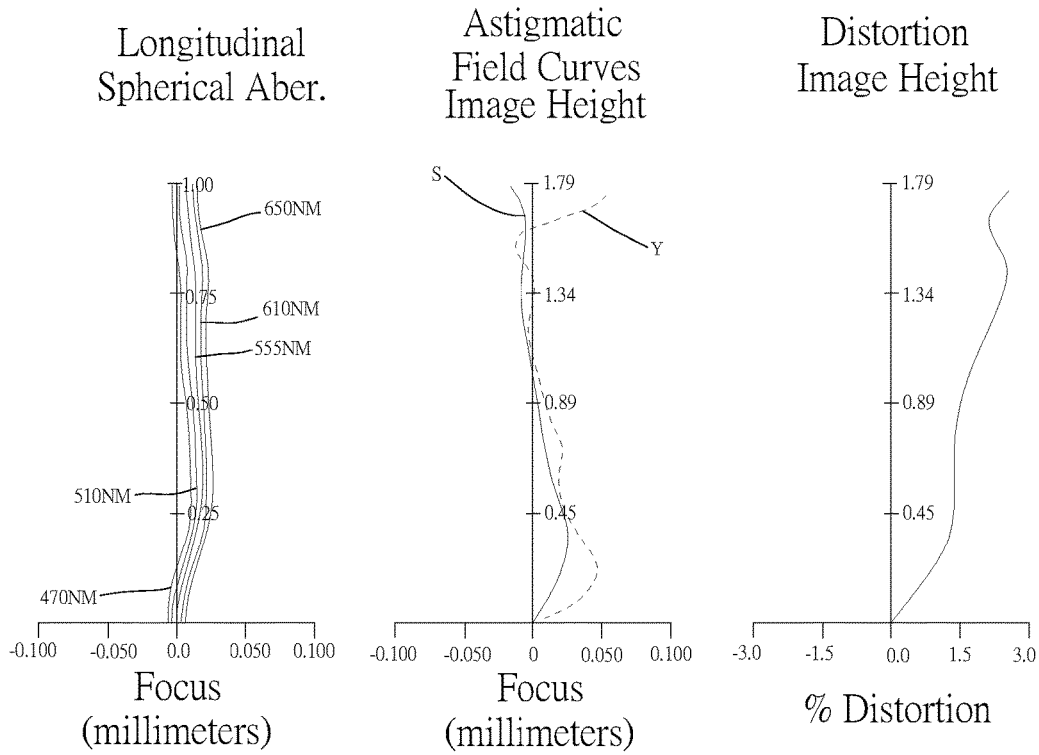 Longitudinal
Spherical Aber.
1.00
650NM
0.75
610NM
555NM
0.50
510NM
0.25
470NM
-0.100 -0.050 0.0 0.050 0.100
Focus
(millimeters)
Astigmatic
Field Curves
Image Height
S
1.79
Y
1.34
0.89
0.45
-0.100 -0.050 0 0.050 0.100
Focus
(millimeters)
Distortion
Image Height
1.79
1.34
0.89
0.45
-3.0 -1.5 0.0 1.5 3.0
% Distortion